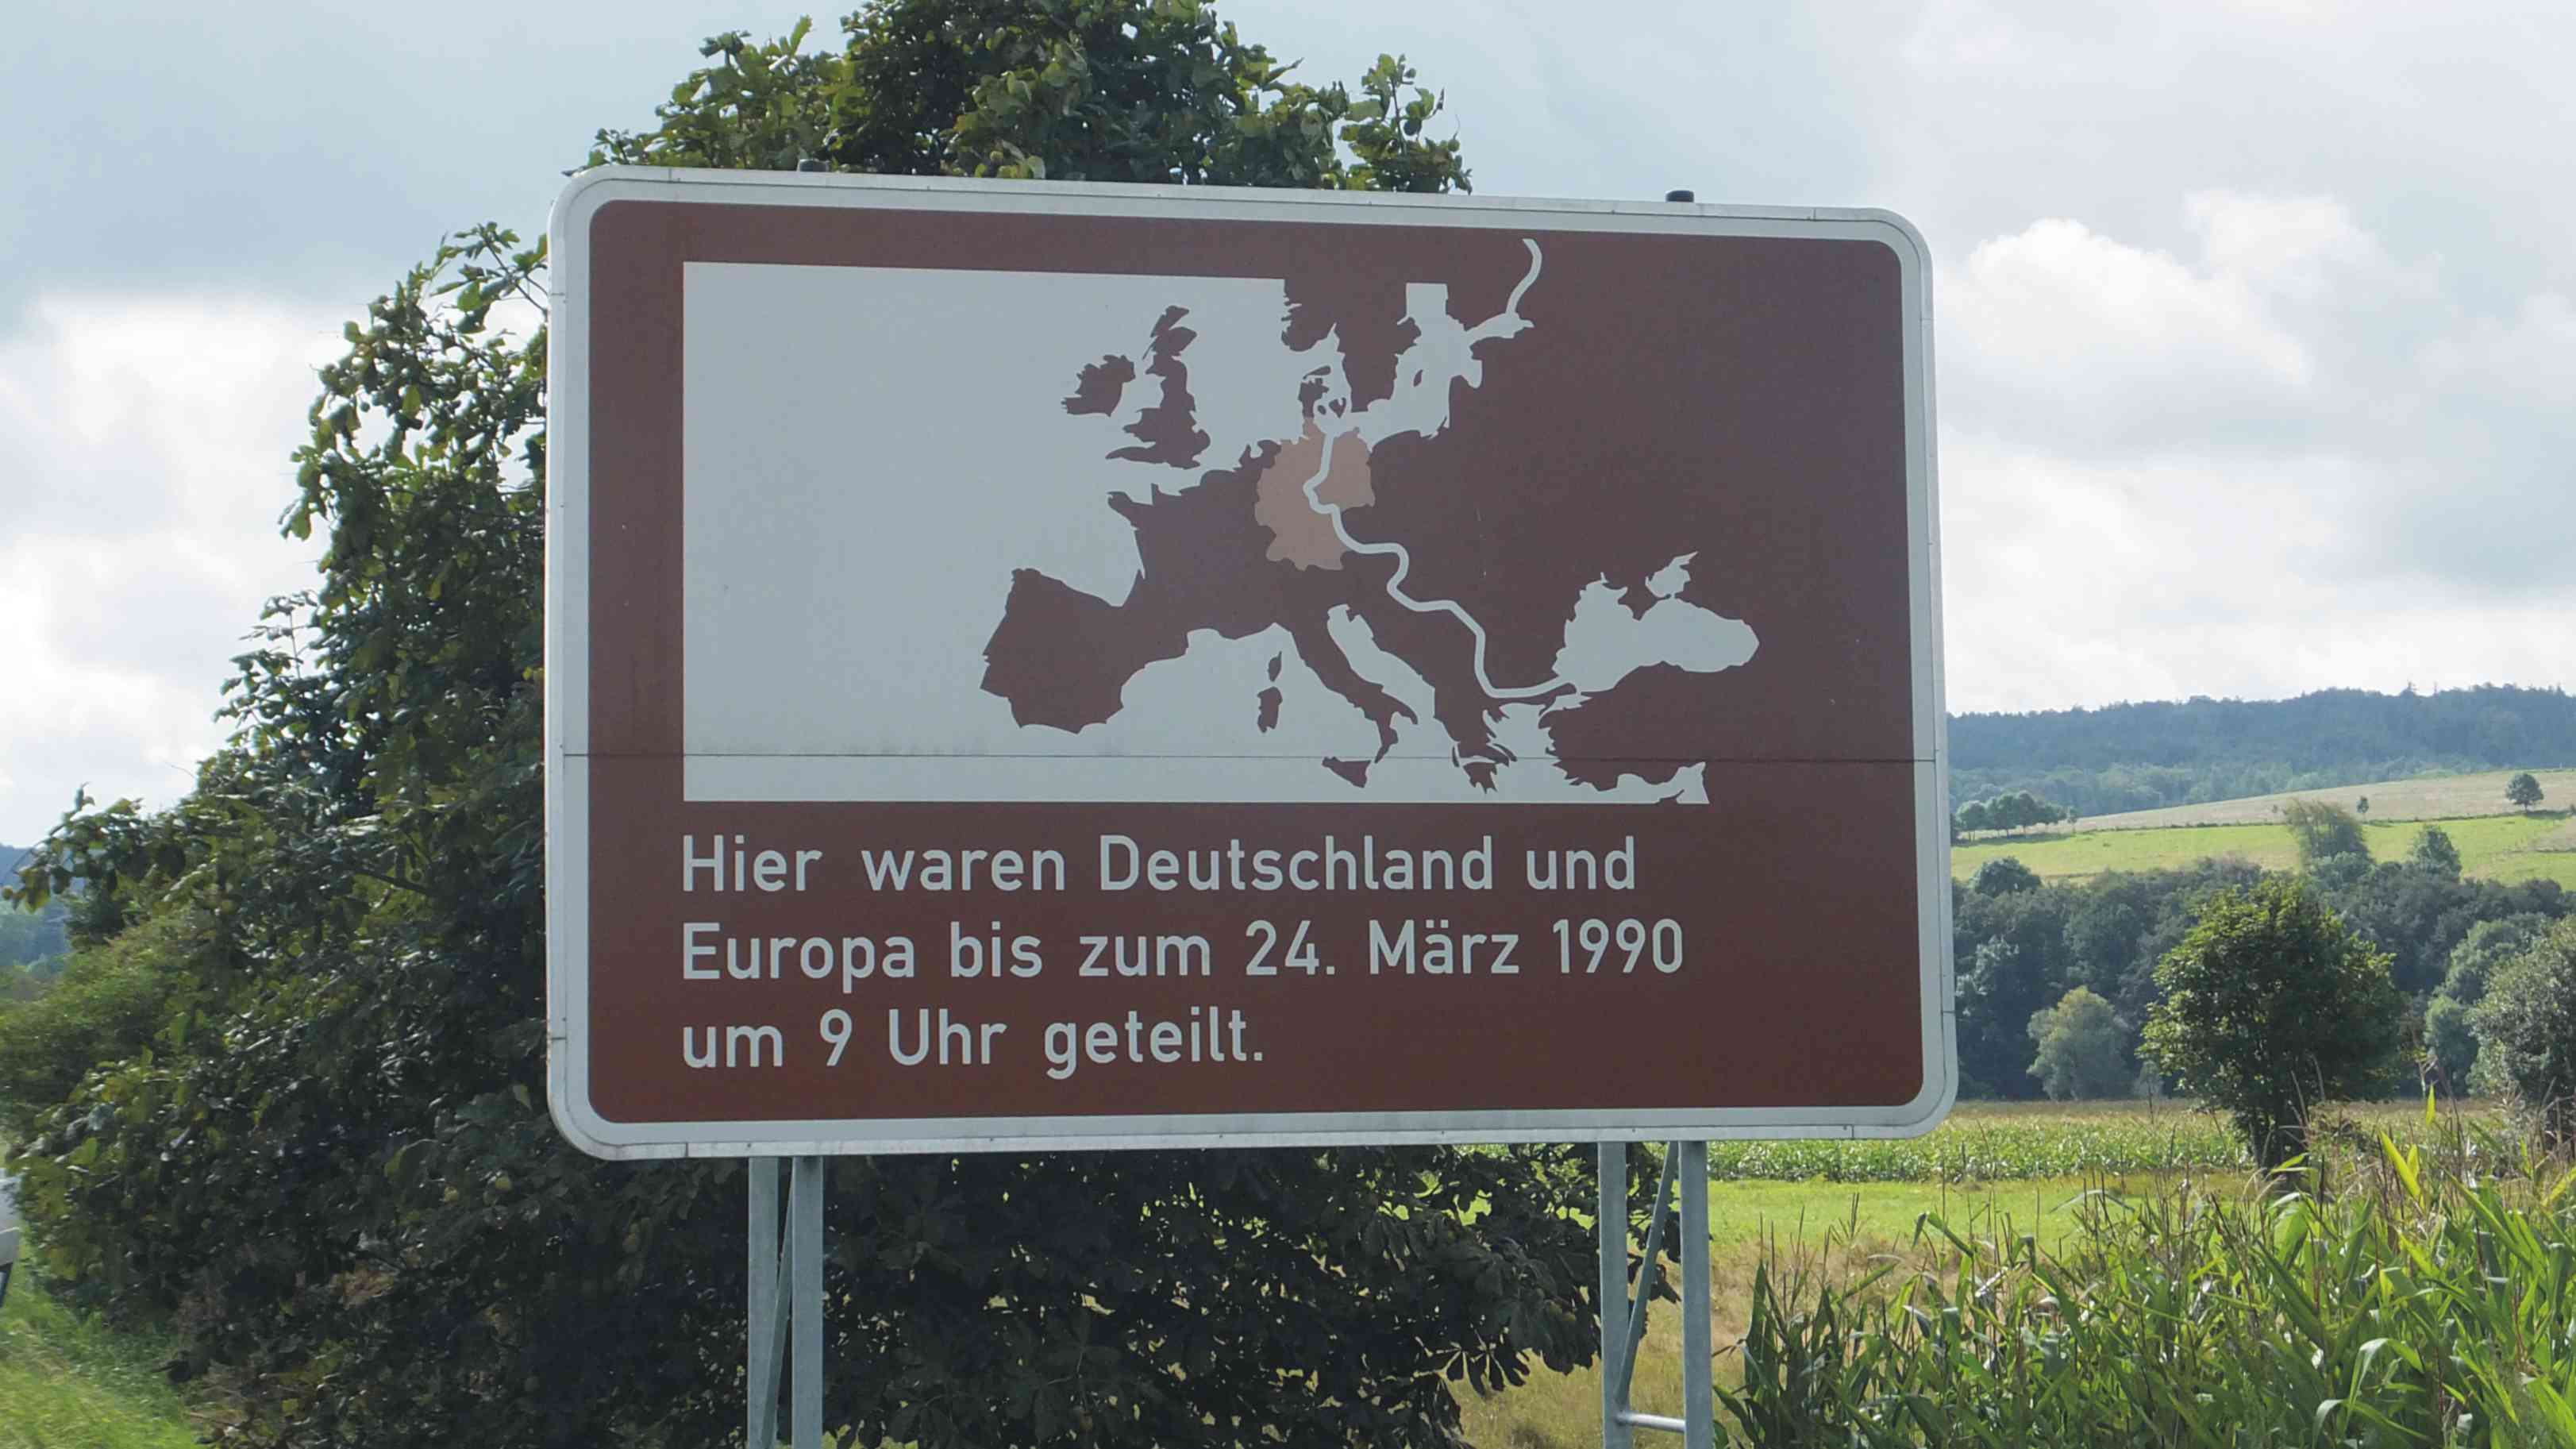 Hier waren Deutschland und
Europa bis zum 24. März 1990
um 9 Uhr geteilt.